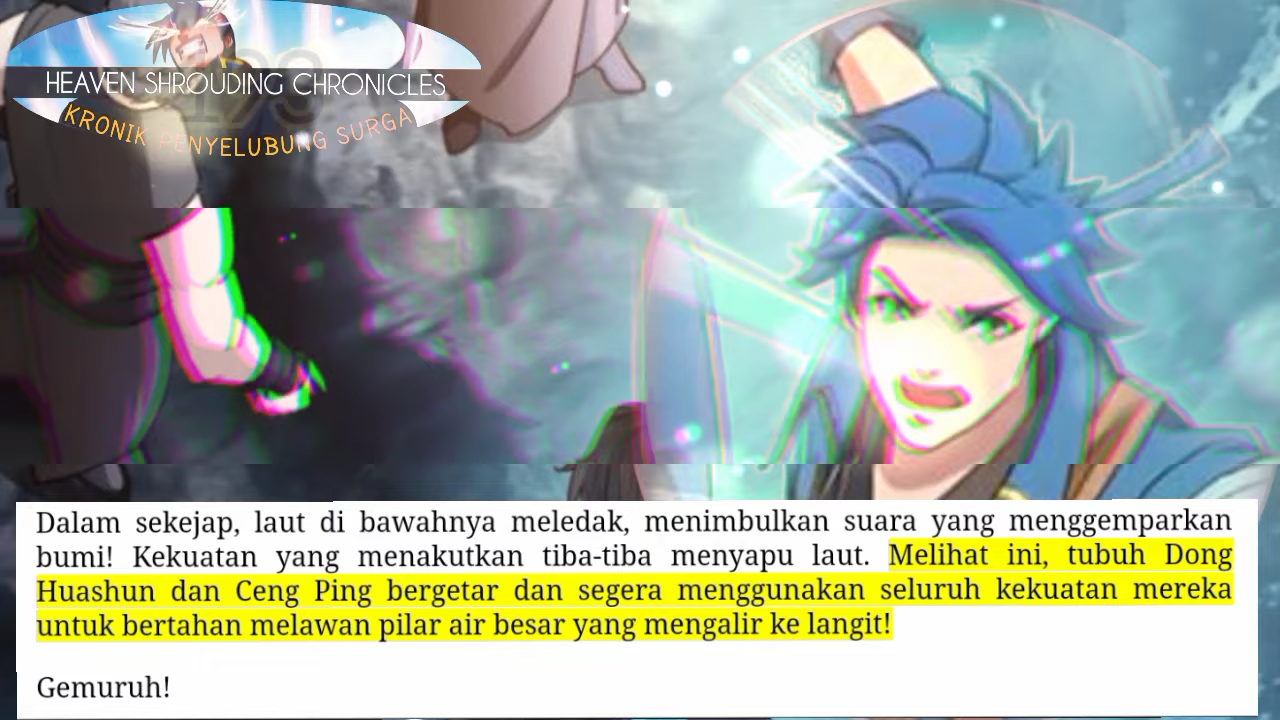 HEAVEN SHROUDING CHRONICLES
KRONIK PENYELUBUNG SURGA
Dalam sekejap, laut di bawahnya meledak, menimbulkan suara yang menggemparkan
bumi! Kekuatan yang menakutkan tiba-tiba menyapu laut. Melihat ini, tubuh Dong
Huashun dan Ceng Ping bergetar dan segera menggunakan seluruh kekuatan mereka
untuk bertahan melawan pilar air besar yang mengalir ke langit!
Gemuruh!